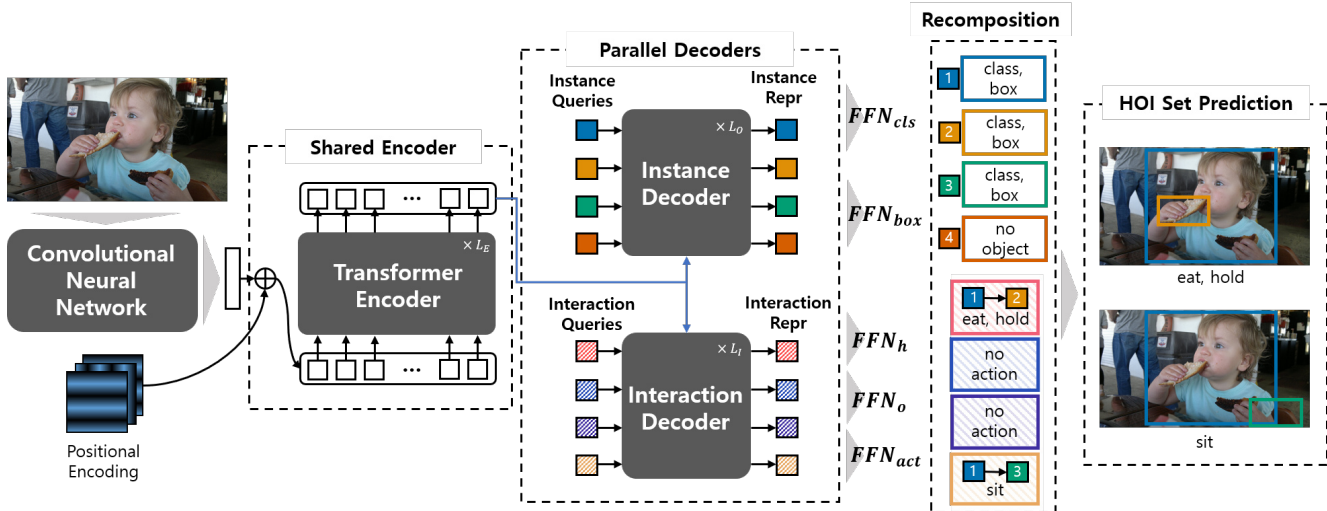 Convolutional
Neural
Network
Positional
Encoding
Shared Encoder
...
× L_E
Transformer
Encoder
...
Parallel Decoders
Instance
Queries
Instance
Repr
× L_O
Instance
Decoder
Interaction
Queries
Interaction
Repr
× L_I
Interaction
Decoder
FFN_cls
FFN_box
FFN_h
FFN_o
FFN_act
Recomposition
1
class,
box
2
class,
box
3
class,
box
4
no
object
1 2
eat, hold
no
action
no
action
1 3
sit
HOI Set Prediction
eat, hold
sit